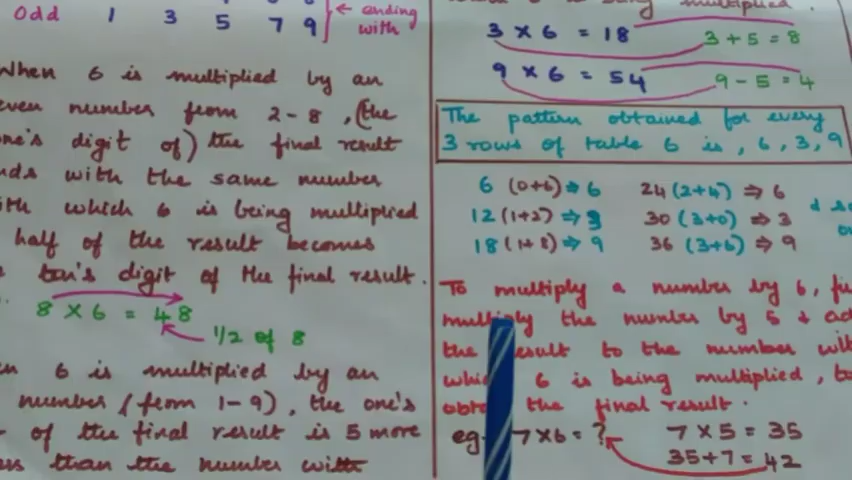 Odd 1 3 5 7 9 ← ending with
When 6 is multiplied by an
even number from 2-8, (the
one's digit of) the final result
ends with the same number
with which 6 is being multiplied
half of the result becomes
ten's digit of the final result.
8 × 6 = 48
1/2 of 8
6 is multiplied by an
number (from 1-9), the one's
of the final result is 5 more
than the number with
6 is being multiplied.
3 × 6 = 18 3+5=8
9 × 6 = 54 9-5=4
The pattern obtained for every
3 rows of table 6 is, 6, 3, 9
6 (0+6) ⇒ 6 24 (2+4) ⇒ 6
12 (1+2) ⇒ 3 30 (3+0) ⇒ 3
18 (1+8) ⇒ 9 36 (3+6) ⇒ 9
To multiply a number by 6,
multiply the number by 5 &
the result to the number
6 is being multiplied, to
the final result.
eg. 7×6 = ? 7 × 5 = 35
35+7 = 42